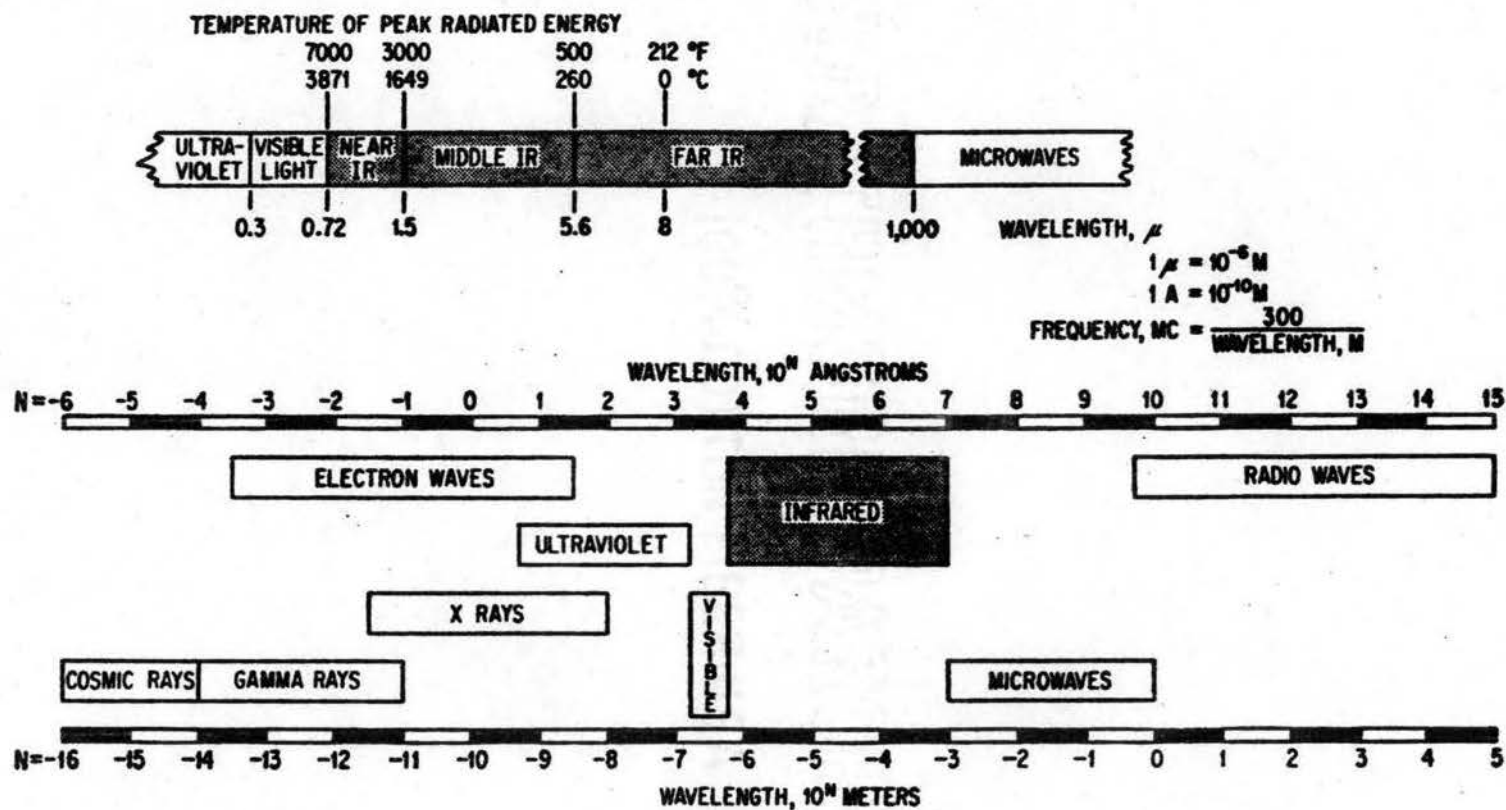 TEMPERATURE OF PEAK RADIATED ENERGY
7000 3000 500 212 °F
3871 1649 260 0 °C
ULTRA-VIOLET VISIBLE LIGHT NEAR IR MIDDLE IR FAR IR MICROWAVES
0.3 0.72 1.5 5.6 8 1,000 WAVELENGTH, μ
1 μ = 10⁻⁶ M
1 A = 10⁻¹⁰ M
FREQUENCY, MC = 300
WAVELENGTH, M
WAVELENGTH, 10ᴺ ANGSTROMS
N = -6 -5 -4 -3 -2 -1 0 1 2 3 4 5 6 7 8 9 10 11 12 13 14 15
ELECTRON WAVES
RADIO WAVES
INFRARED
ULTRAVIOLET
X RAYS
VISIBLE
COSMIC RAYS GAMMA RAYS MICROWAVES
N=-16 -15 -14 -13 -12 -11 -10 -9 -8 -7 -6 -5 -4 -3 -2 -1 0 1 2 3 4 5
WAVELENGTH, 10ᴺ METERS